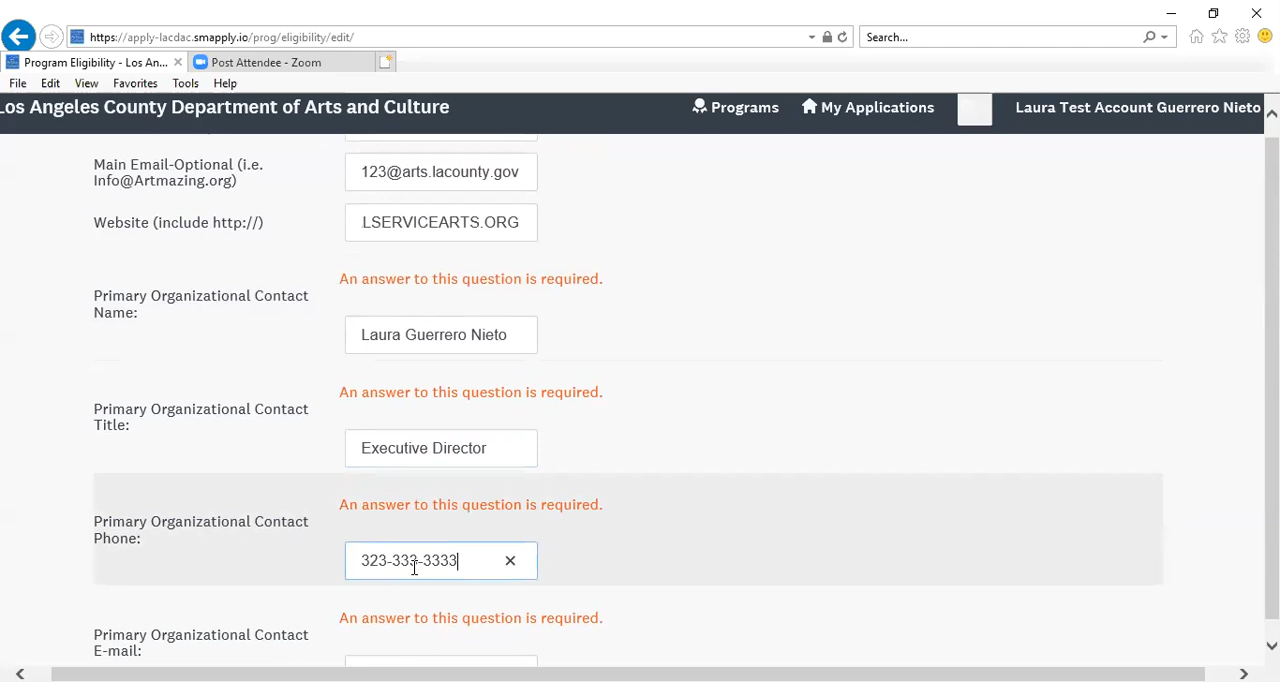 https://apply-lacdac.smapply.io/prog/eligibility/edit/
Search...
Program Eligibility - Los An...
Post Attendee - Zoom
File Edit View Favorites Tools Help
Los Angeles County Department of Arts and Culture
Programs
My Applications
Laura Test Account Guerrero Nieto
Main Email-Optional (i.e.
Info@Artmazing.org)
123@arts.lacounty.gov
Website (include http://)
LSERVICEARTS.ORG
An answer to this question is required.
Primary Organizational Contact
Name:
Laura Guerrero Nieto
An answer to this question is required.
Primary Organizational Contact
Title:
Executive Director
An answer to this question is required.
Primary Organizational Contact
Phone:
323-333-3333
An answer to this question is required.
Primary Organizational Contact
E-mail: